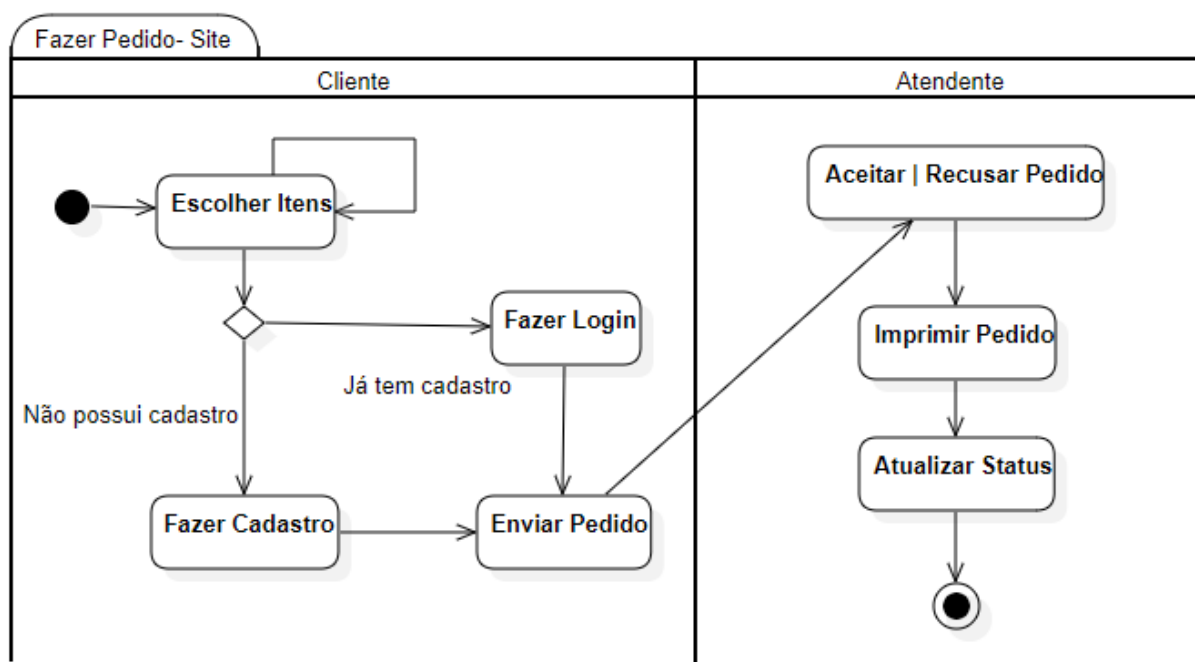 Fazer Pedido- Site
Cliente
Atendente
Escolher Itens
Aceitar | Recusar Pedido
Fazer Login
Imprimir Pedido
Já tem cadastro
Não possui cadastro
Atualizar Status
Fazer Cadastro
Enviar Pedido